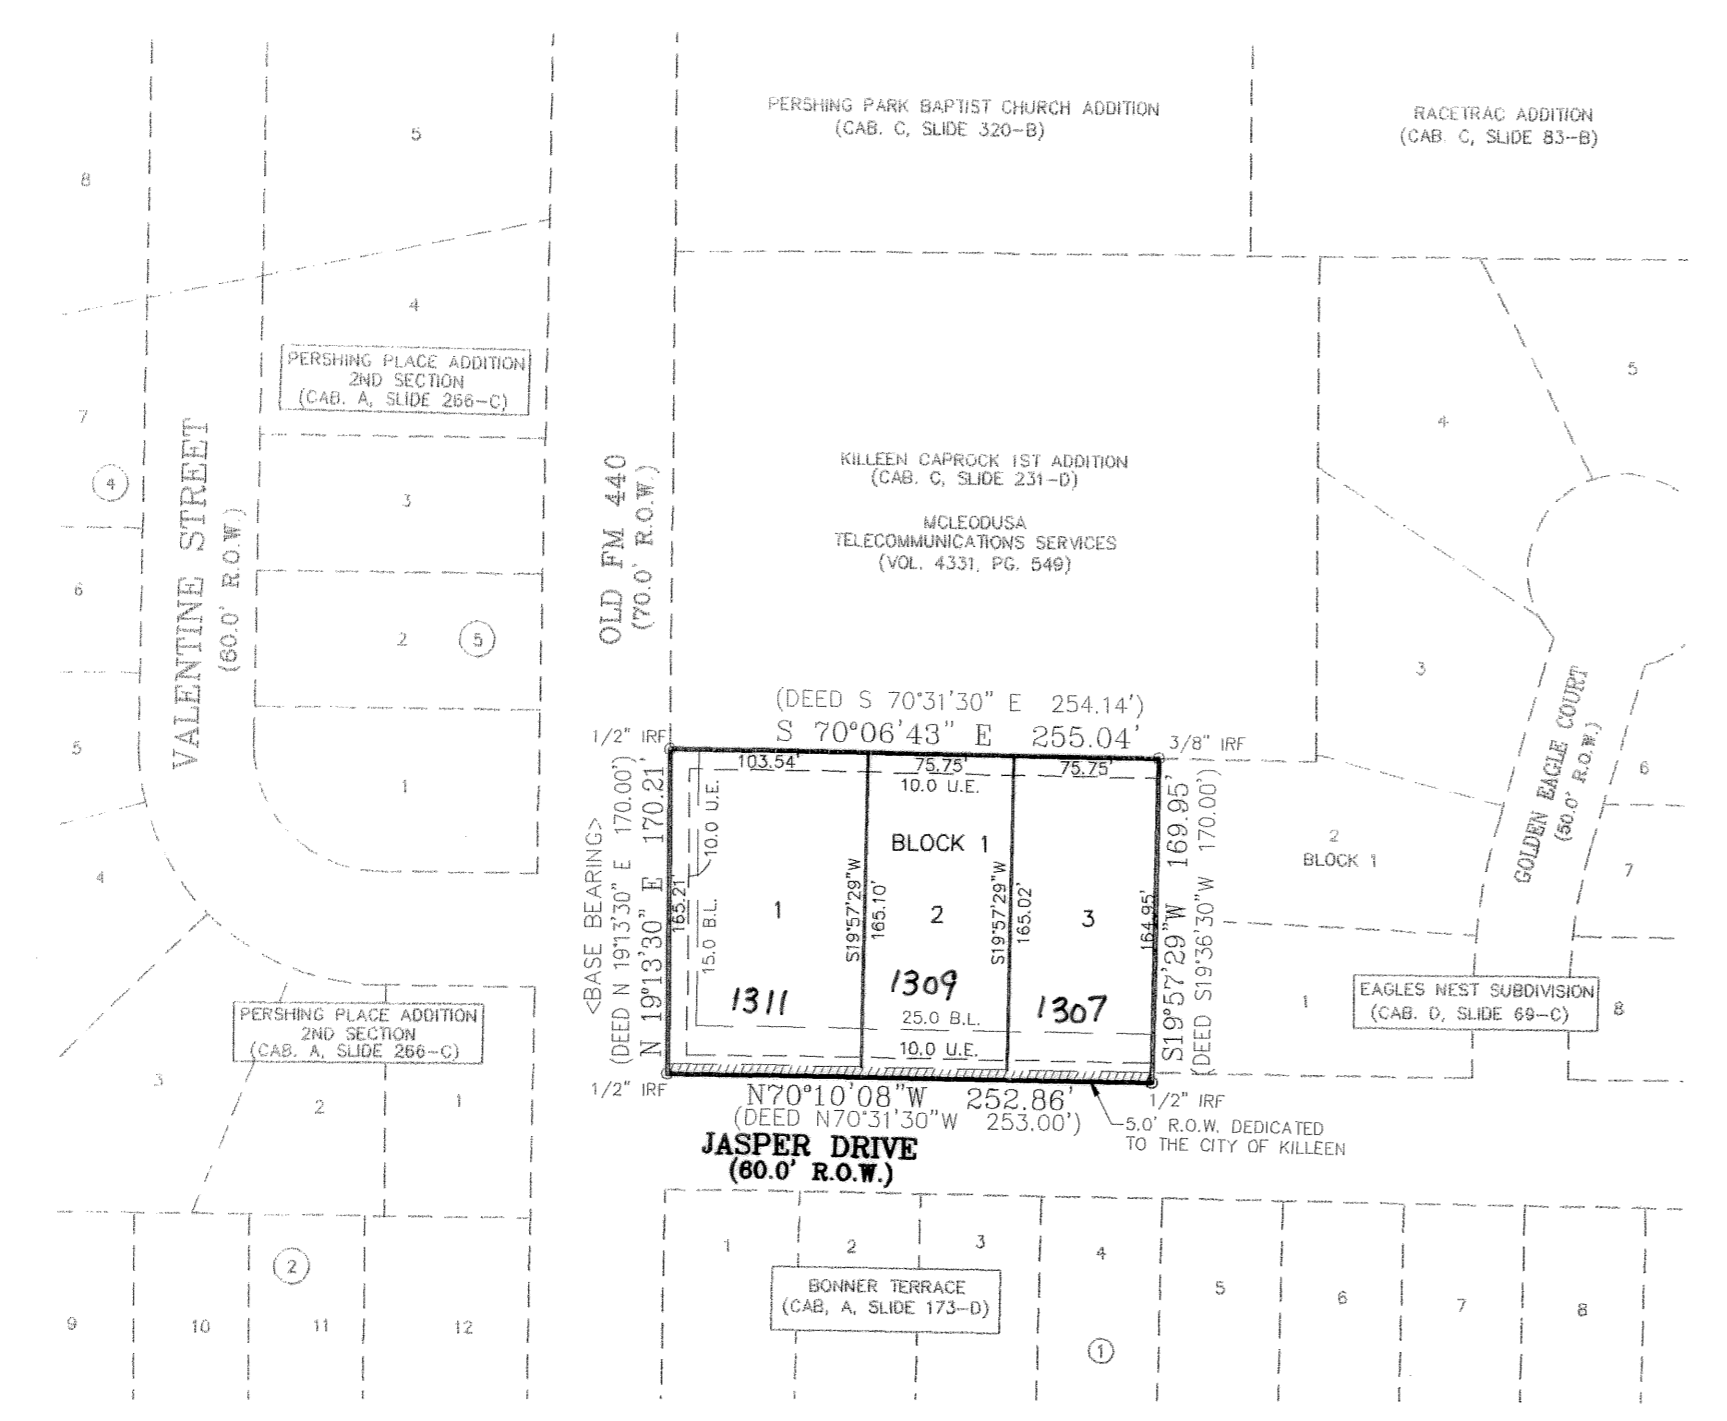 PERSHING PARK BAPTIST CHURCH ADDITION
(CAB. C, SLIDE 320-B)
RACETRAC ADDITION
(CAB. C, SLIDE 83-B)
5
8
4
PERSHING PLACE ADDITION
2ND SECTION
(CAB. A, SLIDE 266-C)
7
4
3
6
2
5
5
1
4
VALENTINE STREET
(60.0' R.O.W.)
OLD FM 440
(70.0' R.O.W.)
KILLEEN CAPROCK 1ST ADDITION
(CAB. C, SLIDE 231-D)
MCLEODUSA
TELECOMMUNICATIONS SERVICES
(VOL. 4331, PG. 549)
5
4
3
GOLDEN EAGLE COURT
(50.0' R.O.W.)
6
2
BLOCK 1
7
1
EAGLES NEST SUBDIVISION
(CAB. D, SLIDE 69-C)
8
(DEED S 70°31'30" E 254.14')
S 70°06'43" E 255.04'
1/2" IRF
3/8" IRF
103.54'
75.75'
75.75'
10.0 U.E.
10.0 U.E.
BLOCK 1
<BASE BEARING>
(DEED N 19°13'30" E 170.00')
N 19°13'30" E 170.21'
165.21'
15.0 B.L.
1
S19°57'29"W
165.10'
2
S19°57'29"W
165.02'
3
164.95'
S19°57'29"W 169.95'
(DEED S19°36'30"W 170.00')
1311
1309
1307
25.0 B.L.
10.0 U.E.
1/2" IRF
N70°10'08"W 252.86'
(DEED N70°31'30"W 253.00')
1/2" IRF
5.0' R.O.W. DEDICATED
TO THE CITY OF KILLEEN
JASPER DRIVE
(60.0' R.O.W.)
PERSHING PLACE ADDITION
2ND SECTION
(CAB. A, SLIDE 266-C)
3
2
1
2
9
10
11
12
1
2
3
4
5
6
7
8
BONNER TERRACE
(CAB, A, SLIDE 173-D)
1